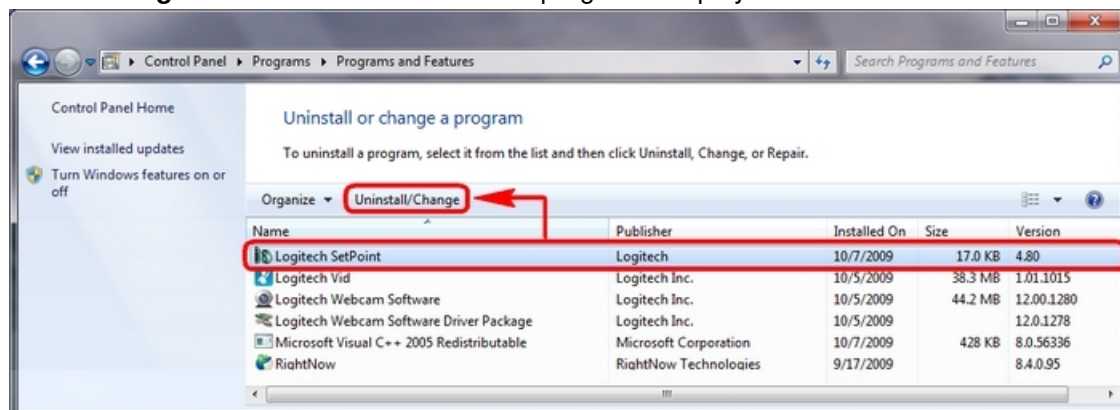 Control Panel ▸ Programs ▸ Programs and Features
Search Programs and Features
Control Panel Home
View installed updates
Turn Windows features on or
off
Uninstall or change a program
To uninstall a program, select it from the list and then click Uninstall, Change, or Repair.
Organize Uninstall/Change
Name Publisher Installed On Size Version
Logitech SetPoint Logitech 10/7/2009 17.0 KB 4.80
Logitech Vid Logitech Inc. 10/5/2009 38.3 MB 1.01.1015
Logitech Webcam Software Logitech Inc. 10/5/2009 44.2 MB 12.00.1280
Logitech Webcam Software Driver Package Logitech Inc. 10/5/2009 12.0.1278
Microsoft Visual C++ 2005 Redistributable Microsoft Corporation 10/7/2009 428 KB 8.0.56336
RightNow RightNow Technologies 9/17/2009 8.4.0.95